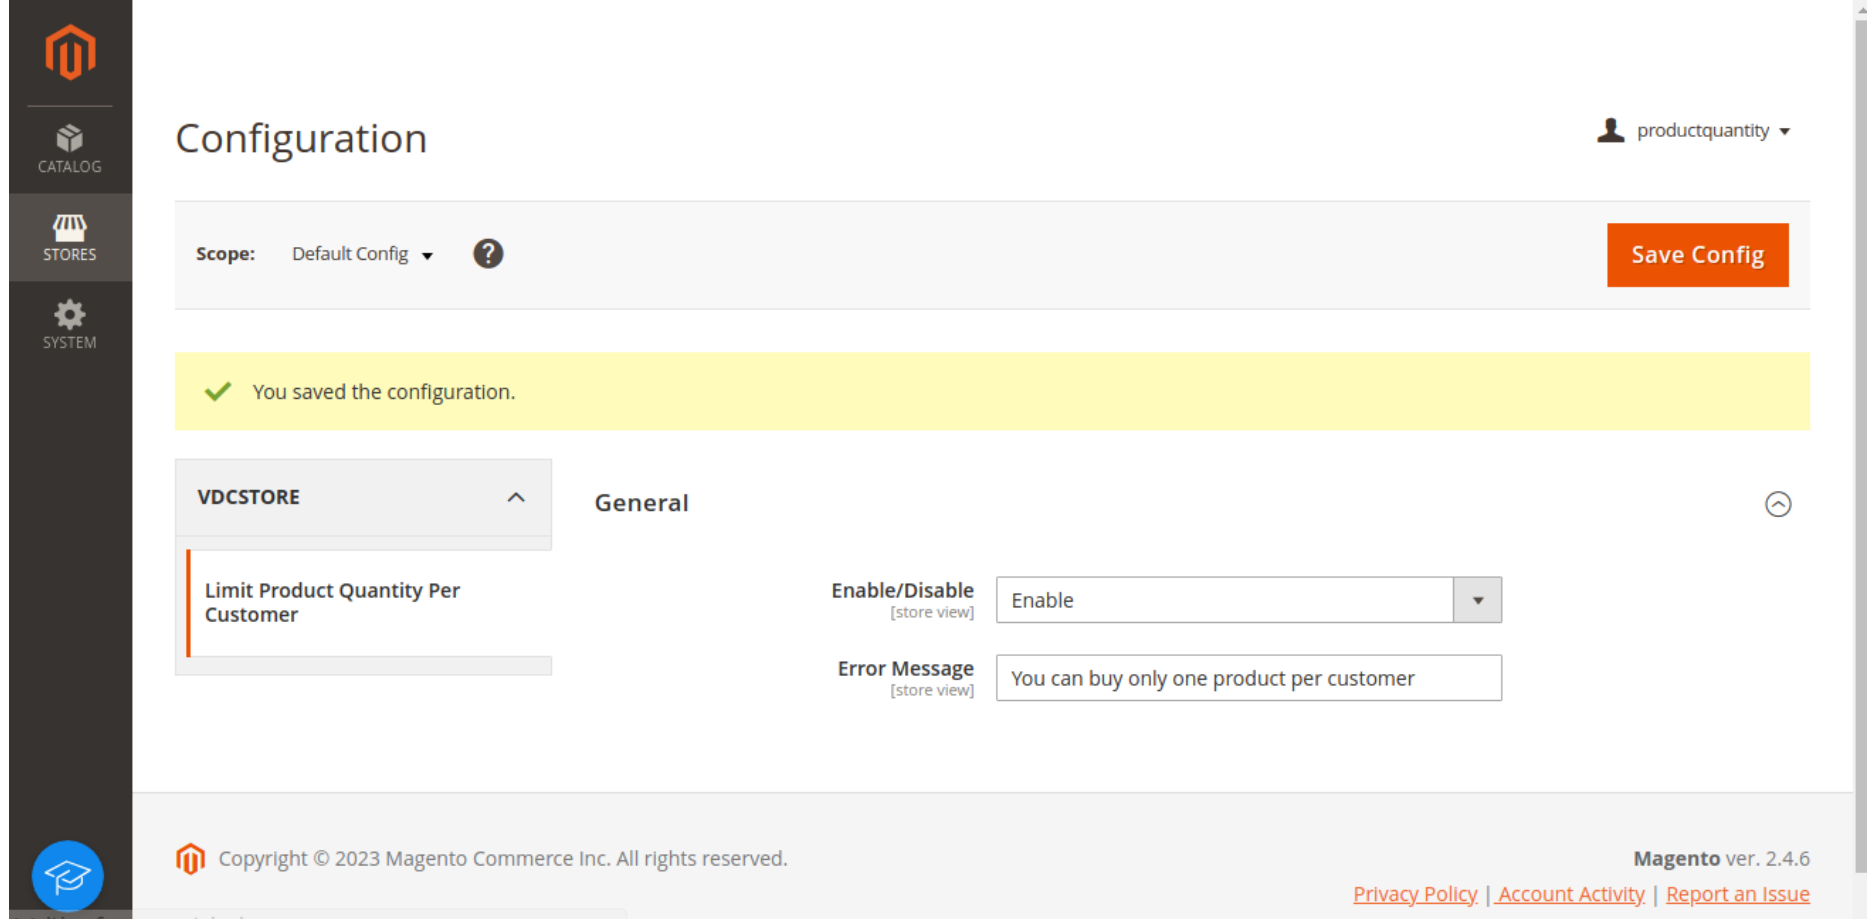 CATALOG
STORES
SYSTEM
Configuration
productquantity
Scope: Default Config ?
Save Config
You saved the configuration.
VDCSTORE
Limit Product Quantity Per
Customer
General
Enable/Disable
[store view]
Enable
Error Message
[store view]
You can buy only one product per customer
Copyright © 2023 Magento Commerce Inc. All rights reserved.
Magento ver. 2.4.6
Privacy Policy | Account Activity | Report an Issue